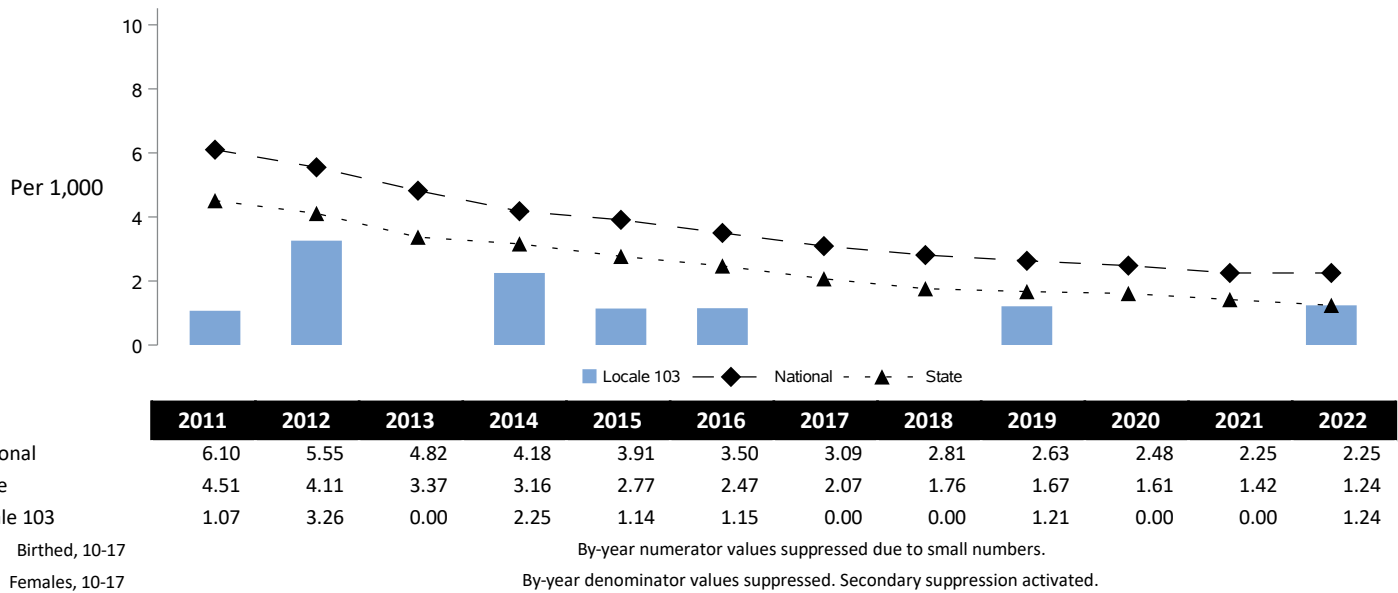 10
8
6
Per 1,000
4
2
0
Locale 103 National State
2011 2012 2013 2014 2015 2016 2017 2018 2019 2020 2021 2022
onal 6.10 5.55 4.82 4.18 3.91 3.50 3.09 2.81 2.63 2.48 2.25 2.25
e 4.51 4.11 3.37 3.16 2.77 2.47 2.07 1.76 1.67 1.61 1.42 1.24
le 103 1.07 3.26 0.00 2.25 1.14 1.15 0.00 0.00 1.21 0.00 0.00 1.24
Birthed, 10-17 By-year numerator values suppressed due to small numbers.
Females, 10-17 By-year denominator values suppressed. Secondary suppression activated.